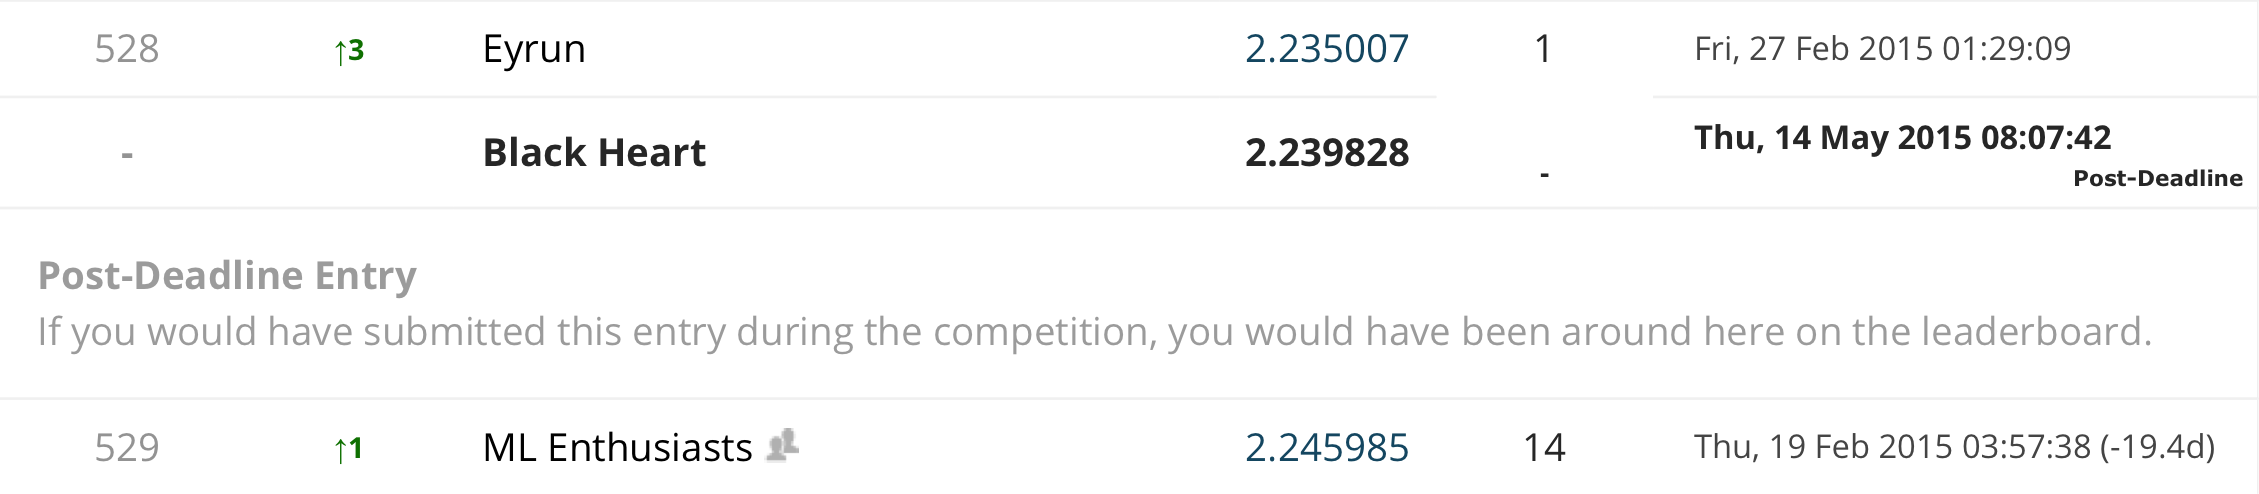 528 ↑3 Eyrun 2.235007 1 Fri, 27 Feb 2015 01:29:09
- Black Heart 2.239828 - Thu, 14 May 2015 08:07:42
Post-Deadline
Post-Deadline Entry
If you would have submitted this entry during the competition, you would have been around here on the leaderboard.
529 ↑1 ML Enthusiasts 2.245985 14 Thu, 19 Feb 2015 03:57:38 (-19.4d)